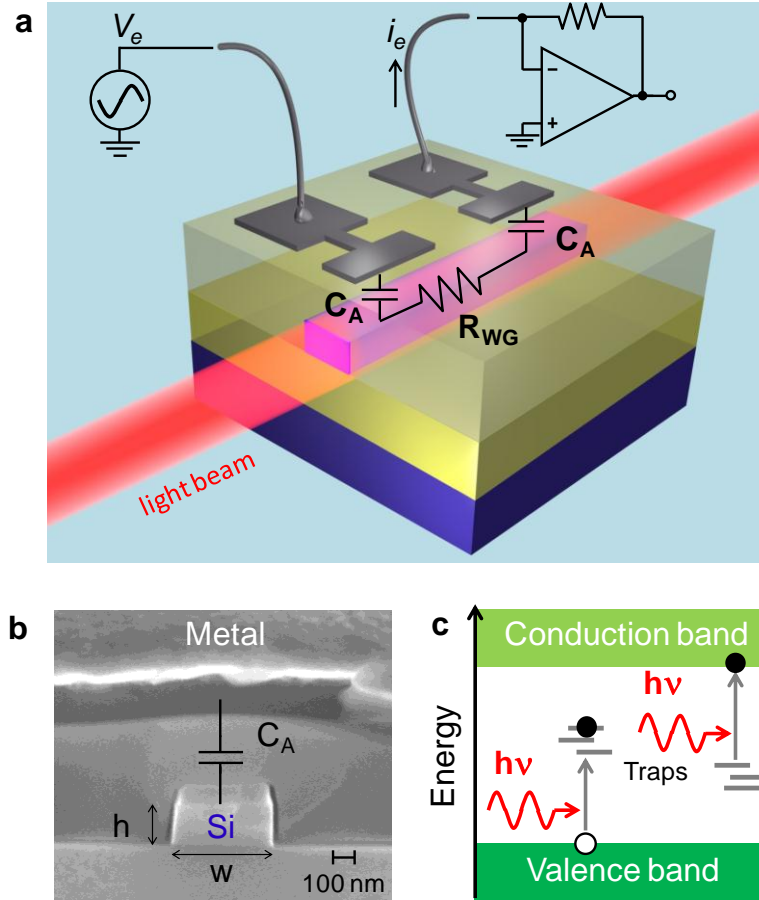 a
V_e
i_e
−
+
C_A
C_A
R_WG
light beam
b
Metal
C_A
h
Si
w
100 nm
c
Conduction band
Energy
hν
hν
Traps
Valence band